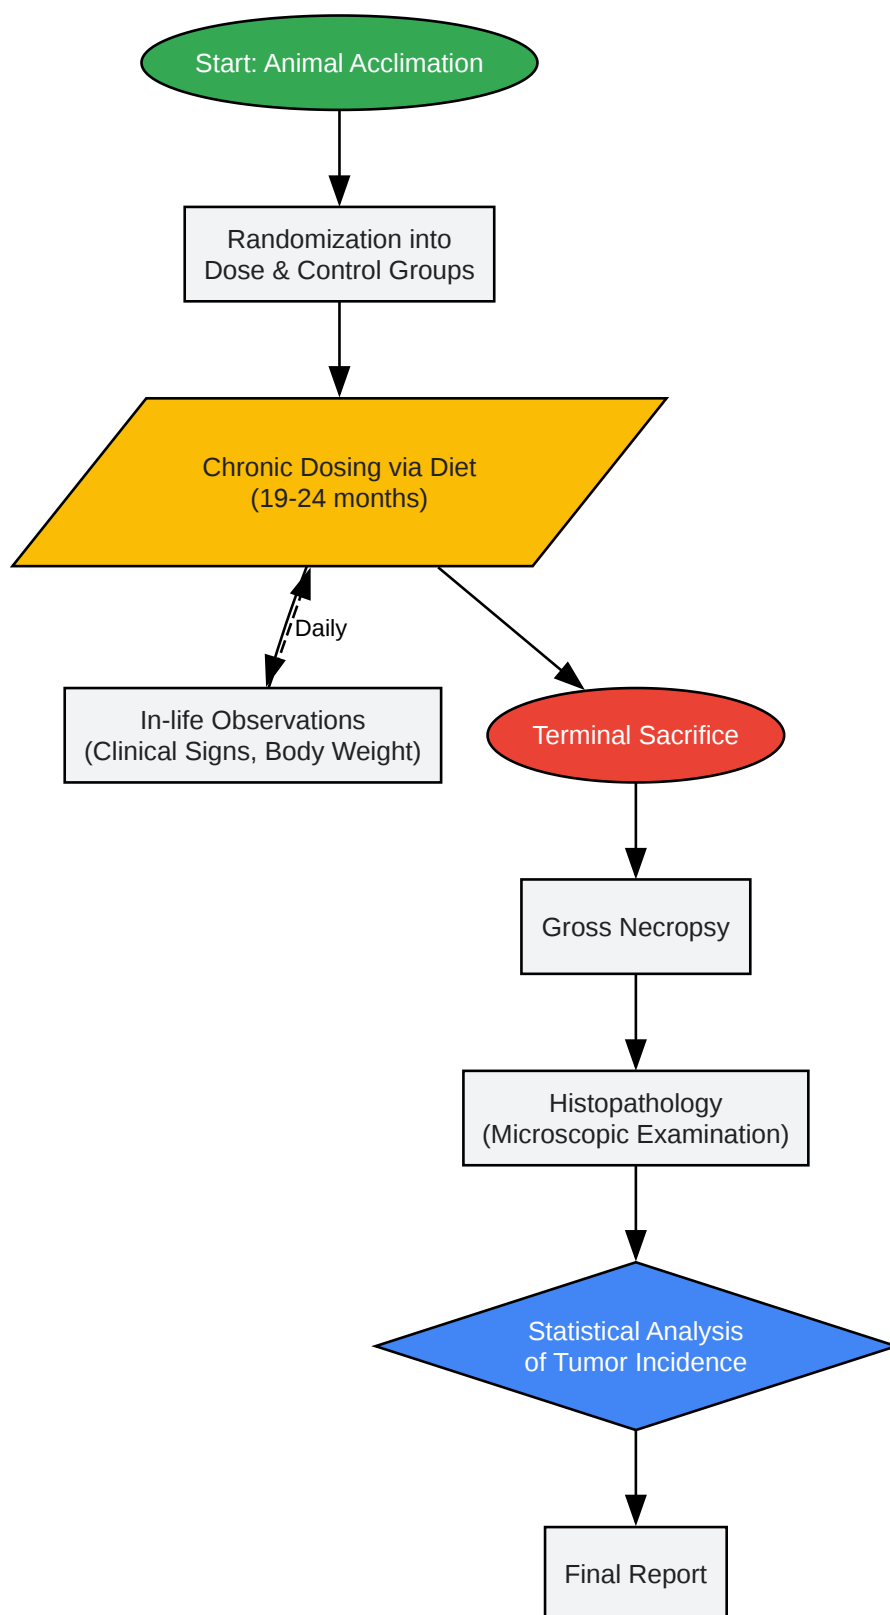 Start: Animal Acclimation
Randomization into
Dose & Control Groups
Chronic Dosing via Diet
(19-24 months)
Daily
In-life Observations
(Clinical Signs, Body Weight)
Terminal Sacrifice
Gross Necropsy
Histopathology
(Microscopic Examination)
Statistical Analysis
of Tumor Incidence
Final Report